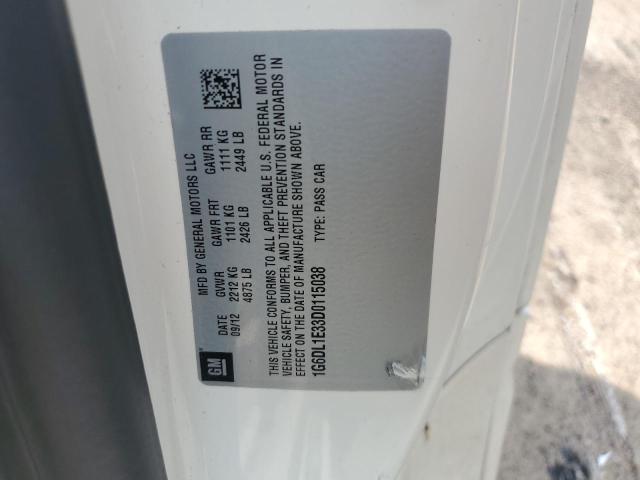 GM
MFD BY GENERAL MOTORS LLC
DATE GVWR GAWR FRT GAWR RR
09/12 2212 KG 1101 KG 1111 KG
4875 LB 2426 LB 2449 LB
THIS VEHICLE CONFORMS TO ALL APPLICABLE U.S. FEDERAL MOTOR
VEHICLE SAFETY, BUMPER, AND THEFT PREVENTION STANDARDS IN
EFFECT ON THE DATE OF MANUFACTURE SHOWN ABOVE.
1G6DL1E33D0115038 TYPE: PASS CAR